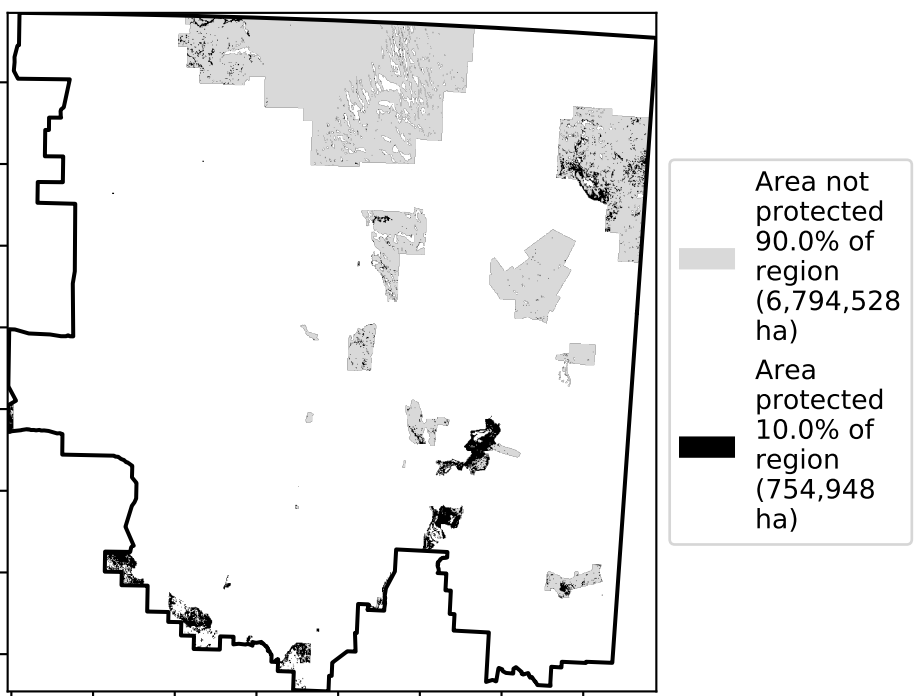 Area not
protected
90.0% of
region
(6,794,528
ha)
Area
protected
10.0% of
region
(754,948
ha)